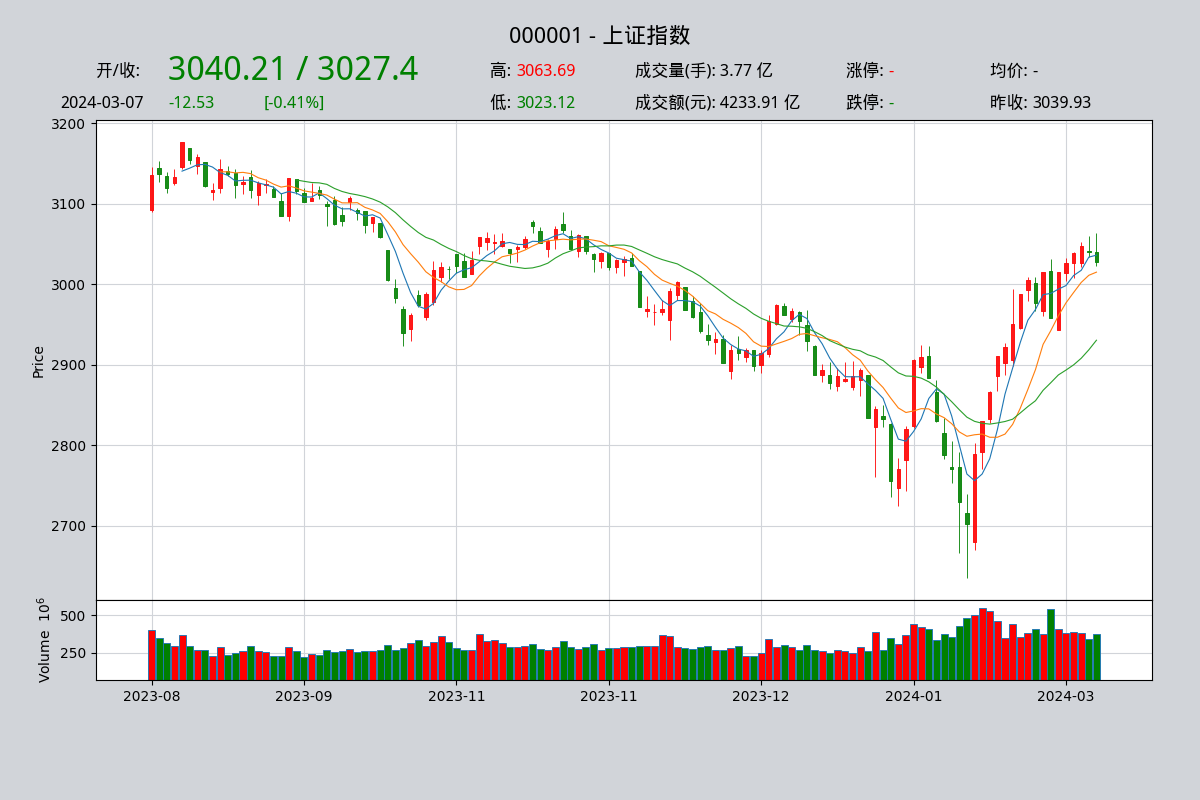 000001 - 上证指数
开/收: 3040.21 / 3027.4 高: 3063.69 成交量(手): 3.77 亿 涨停: - 均价: -
2024-03-07 -12.53 [-0.41%] 低: 3023.12 成交额(元): 4233.91 亿 跌停: - 昨收: 3039.93
3200
3100
3000
2900
2800
2700
Price
500
250
Volume 10^6
2023-08 2023-09 2023-11 2023-11 2023-12 2024-01 2024-03